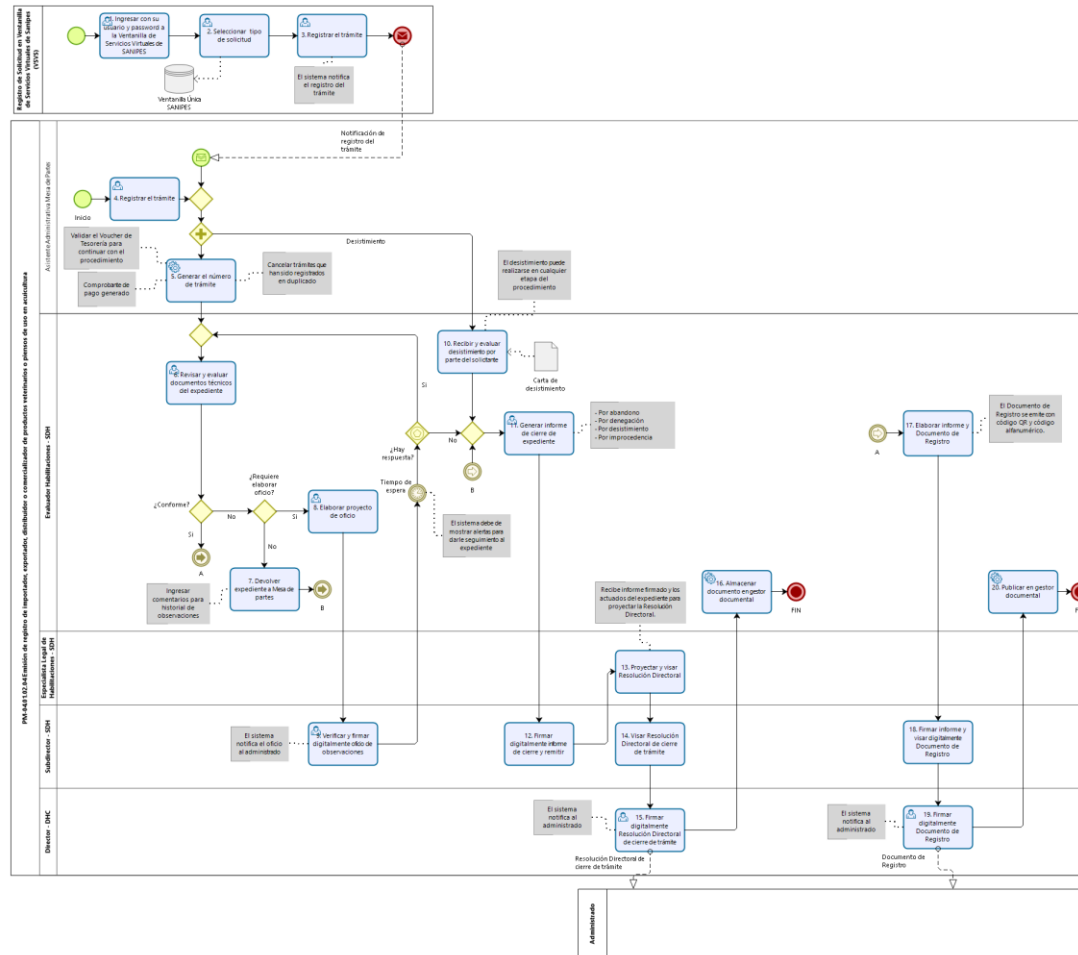 Registro de Solicitud en Ventanilla
de Servicios Virtuales de Sanipes
(VSVS)
1. Ingresar con su
usuario y password a
la Ventanilla de
Servicios Virtuales de
SANIPES
2. Seleccionar tipo
de solicitud
3. Registrar el trámite
Ventanilla Única
SANIPES
El sistema notifica
el registro del
trámite
Notificación de
registro del
trámite
PM-04.01.02.04 Emisión de registro de importador, exportador, distribuidor o comercializador de productos veterinarios o piensos de uso en acuicultura
Asistente Administrativa Mesa de Partes
Inicio
4. Registrar el trámite
Desistimiento
Validar el Voucher de
Tesorería para
continuar con el
procedimiento
Comprobante de
pago generado
5. Generar el número
de trámite
Cancelar trámites que
han sido registrados
en duplicado
El desistimiento puede
realizarse en cualquier
etapa del
procedimiento
Evaluador Habilitaciones - SDH
6. Revisar y evaluar
documentos técnicos
del expediente
Si
10. Recibir y evaluar
desistimiento por
parte del solicitante
Carta de
desistimiento
¿Hay
respuesta?
No
11. Generar informe
de cierre de
expediente
- Por abandono
- Por denegación
- Por desistimiento
- Por improcedencia
B
A
17. Elaborar informe y
Documento de
Registro
El Documento de
Registro se emite con
código QR y código
alfanumérico.
¿Conforme?
No
Si
A
¿Requiere
elaborar
oficio?
Si
No
8. Elaborar proyecto
de oficio
Tiempo de
espera
El sistema debe de
mostrar alertas para
darle seguimiento al
expediente
Ingresar
comentarios para
historial de
observaciones
7. Devolver
expediente a Mesa de
partes
B
Recibe informe firmado y los
actuados del expediente para
proyectar la Resolución
Directoral.
16. Almacenar
documento en gestor
documental
FIN
20. Publicar en gestor
documental
Especialista Legal de
Habilitaciones - SDH
13. Proyectar y visar
Resolución Directoral
Subdirector - SDH
El sistema
notifica el oficio
al administrado
9. Verificar y firmar
digitalmente oficio de
observaciones
12. Firmar
digitalmente informe
de cierre y remitir
14. Visar Resolución
Directoral de cierre
de trámite
18. Firmar informe y
visar digitalmente
Documento de
Registro
Director - DHC
El sistema
notifica al
administrado
15. Firmar
digitalmente
Resolución Directoral
de cierre de trámite
El sistema
notifica al
administrado
19. Firmar
digitalmente
Documento de
Registro
Resolución Directoral de
cierre de trámite
Documento de
Registro
Administrado